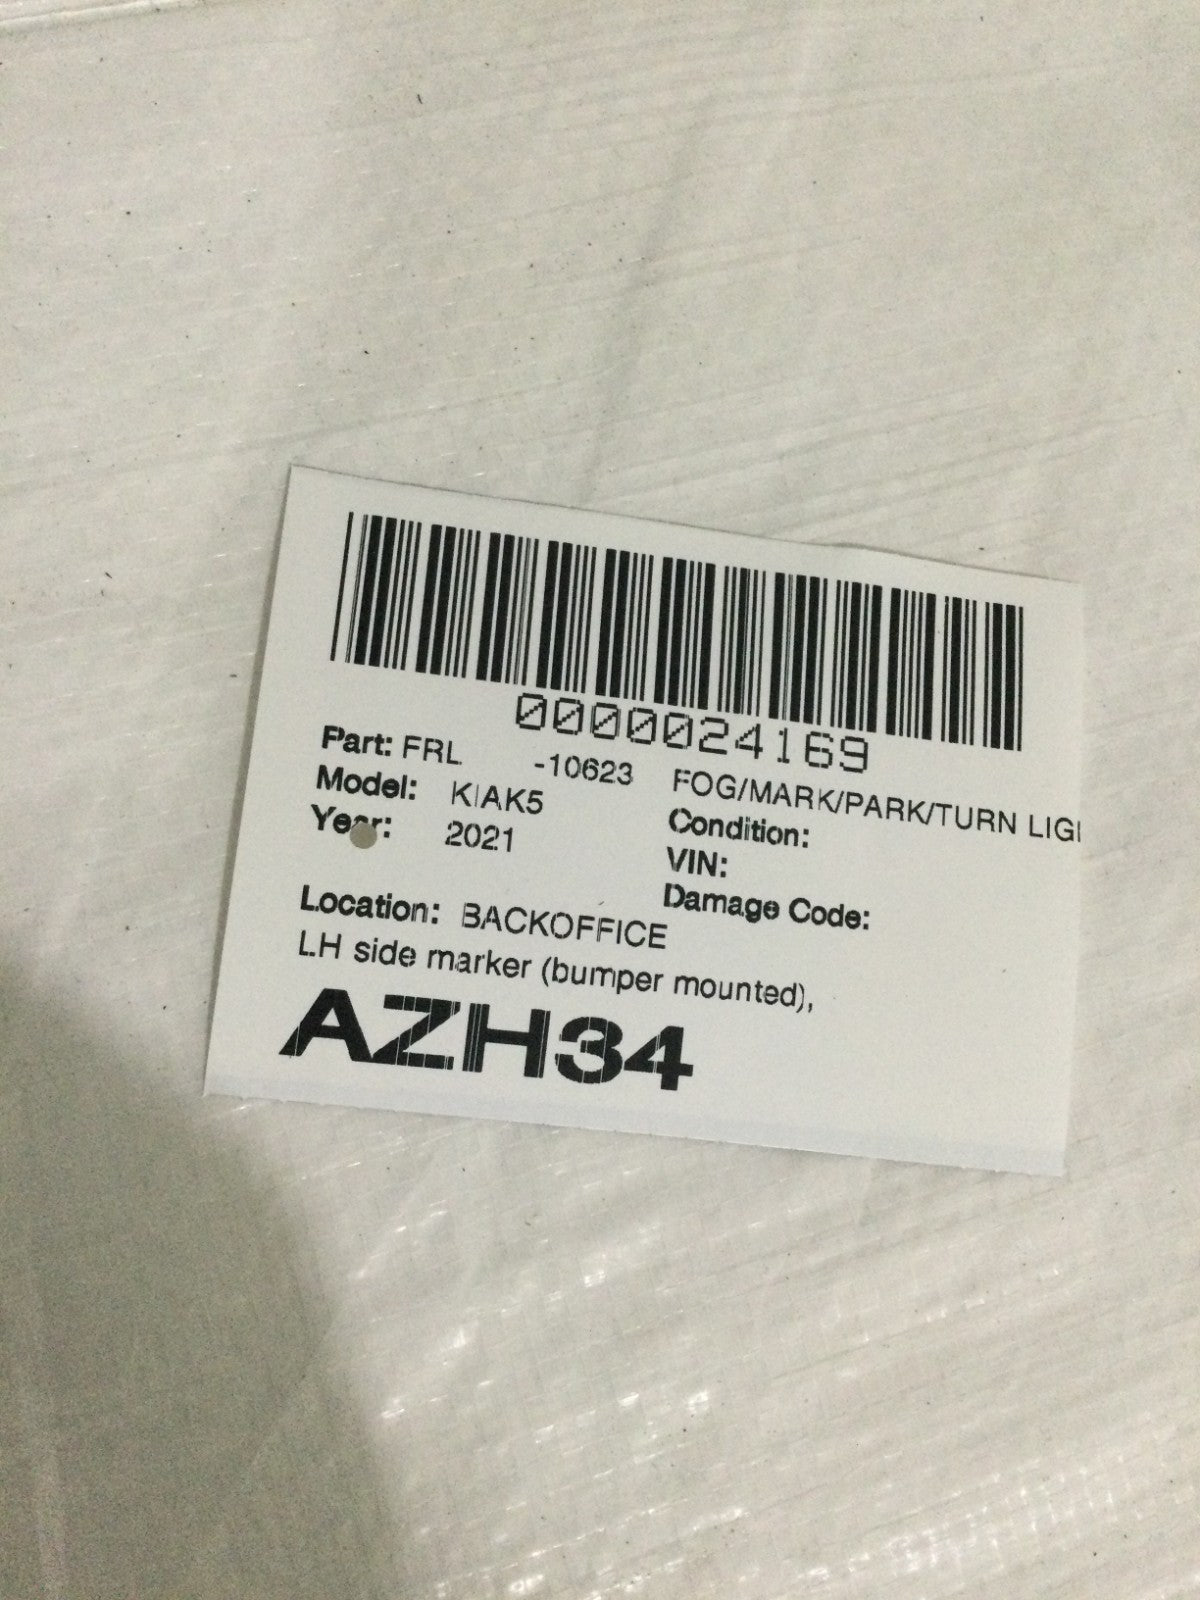 0000024169
Part: FRL -10623 FOG/MARK/PARK/TURN LIGI
Model: KIAK5 Condition:
Year: 2021 VIN:
Damage Code:
Location: BACKOFFICE
LH side marker (bumper mounted),
AZH34